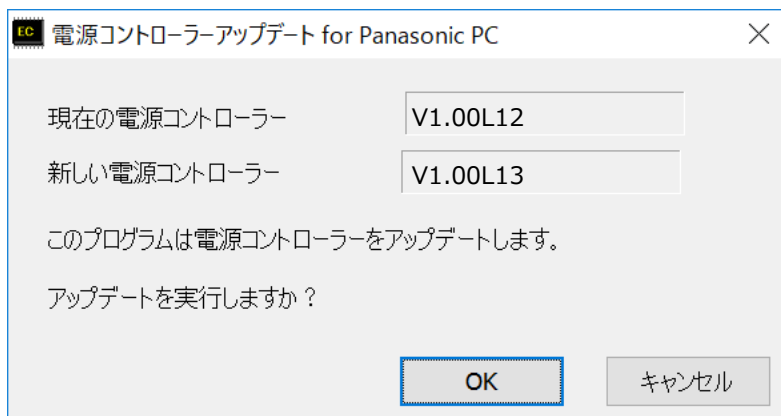 EC 電源コントローラーアップデート for Panasonic PC
現在の電源コントローラー V1.00L12
新しい電源コントローラー V1.00L13
このプログラムは電源コントローラーをアップデートします。
アップデートを実行しますか？
OK キャンセル